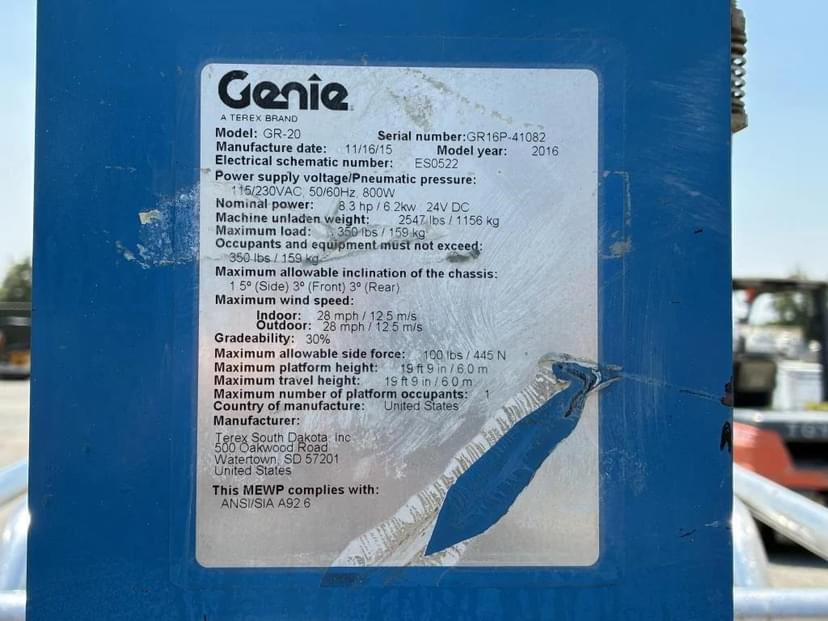 Genie
A TEREX BRAND
Model: GR-20 Serial number:GR16P-41082
Manufacture date: 11/16/15 Model year: 2016
Electrical schematic number: ES0522
Power supply voltage/Pneumatic pressure:
115/230VAC, 50/60Hz, 800W
Nominal power: 8.3 hp / 6.2kw , 24V DC
Machine unladen weight: 2547 lbs / 1156 kg
Maximum load: 350 lbs / 159 kg
Occupants and equipment must not exceed:
350 lbs / 159 kg
Maximum allowable inclination of the chassis:
1.5º (Side) 3º (Front) 3º (Rear)
Maximum wind speed:
Indoor: 28 mph / 12.5 m/s
Outdoor: 28 mph / 12.5 m/s
Gradeability: 30%
Maximum allowable side force: 100 lbs / 445 N
Maximum platform height: 19 ft 9 in / 6.0 m
Maximum travel height: 19 ft 9 in / 6.0 m
Maximum number of platform occupants: 1
Country of manufacture: United States
Manufacturer:
Terex South Dakota, Inc
500 Oakwood Road
Watertown, SD 57201
United States
This MEWP complies with:
ANSI/SIA A92.6